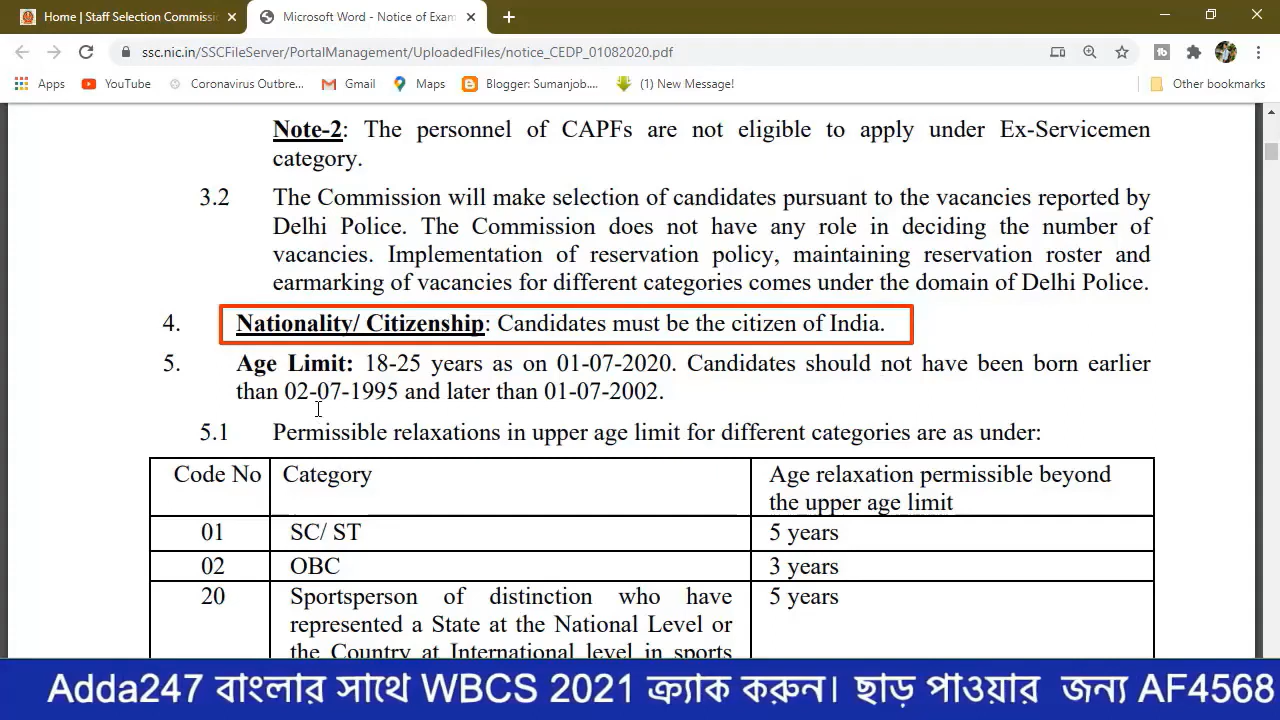 Home | Staff Selection Commissio
Microsoft Word - Notice of Exam
ssc.nic.in/SSCFileServer/PortalManagement/UploadedFiles/notice_CEDP_01082020.pdf
Apps YouTube Coronavirus Outbre... Gmail Maps Blogger: Sumanjob.... (1) New Message! Other bookmarks
Note-2: The personnel of CAPFs are not eligible to apply under Ex-Servicemen
category.
3.2 The Commission will make selection of candidates pursuant to the vacancies reported by
Delhi Police. The Commission does not have any role in deciding the number of
vacancies. Implementation of reservation policy, maintaining reservation roster and
earmarking of vacancies for different categories comes under the domain of Delhi Police.
4. Nationality/ Citizenship: Candidates must be the citizen of India.
5. Age Limit: 18-25 years as on 01-07-2020. Candidates should not have been born earlier
than 02-07-1995 and later than 01-07-2002.
5.1 Permissible relaxations in upper age limit for different categories are as under:
Code No Category Age relaxation permissible beyond
the upper age limit
01 SC/ ST 5 years
02 OBC 3 years
20 Sportsperson of distinction who have 5 years
represented a State at the National Level or
the Country at International level in sports
Adda247 বাংলার সাথে WBCS 2021 ক্র্যাক করুন। ছাড় পাওয়ার জন্য AF4568